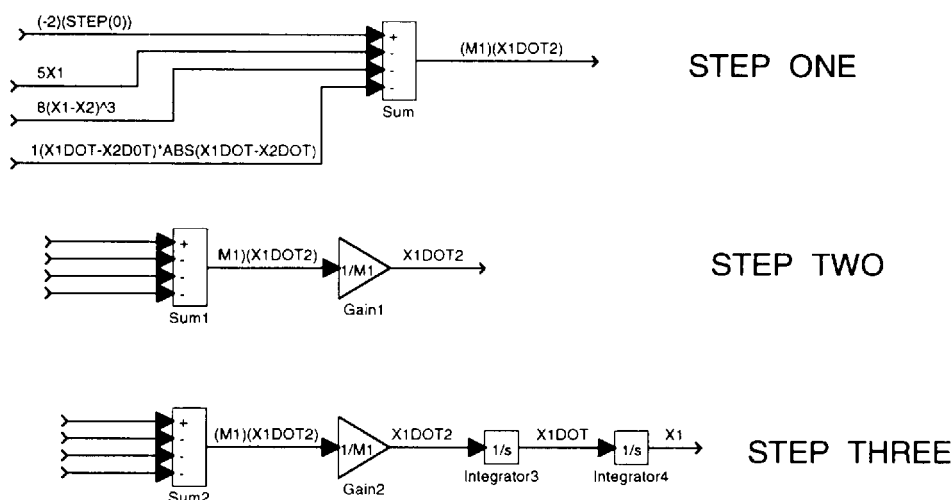 (-2)(STEP(0))
+
-
-
-
(M1)(X1DOT2)
STEP ONE
5X1
8(X1-X2)^3
Sum
1(X1DOT-X2D0T)*ABS(X1DOT-X2DOT)
+
-
-
-
M1)(X1DOT2)
1/M1
X1DOT2
STEP TWO
Sum1
Gain1
+
-
-
-
(M1)(X1DOT2)
1/M1
X1DOT2
1/s
X1DOT
1/s
X1
STEP THREE
Sum2
Gain2
Integrator3
Integrator4